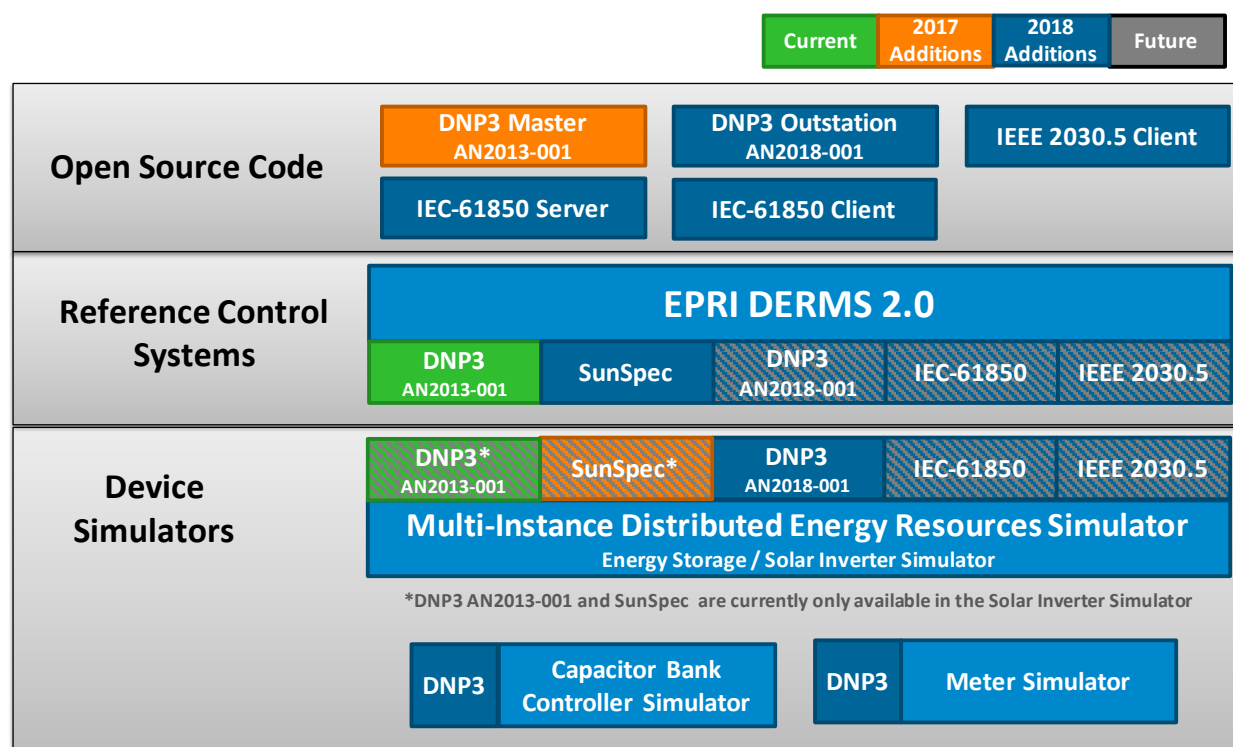 Current
2017
Additions
2018
Additions
Future
Open Source Code
DNP3 Master
AN2013-001
DNP3 Outstation
AN2018-001
IEEE 2030.5 Client
IEC-61850 Server
IEC-61850 Client
Reference Control
Systems
EPRI DERMS 2.0
DNP3
AN2013-001
SunSpec
DNP3
AN2018-001
IEC-61850
IEEE 2030.5
Device
Simulators
DNP3*
AN2013-001
SunSpec*
DNP3
AN2018-001
IEC-61850
IEEE 2030.5
Multi-Instance Distributed Energy Resources Simulator
Energy Storage / Solar Inverter Simulator
*DNP3 AN2013-001 and SunSpec are currently only available in the Solar Inverter Simulator
DNP3
Capacitor Bank
Controller Simulator
DNP3
Meter Simulator